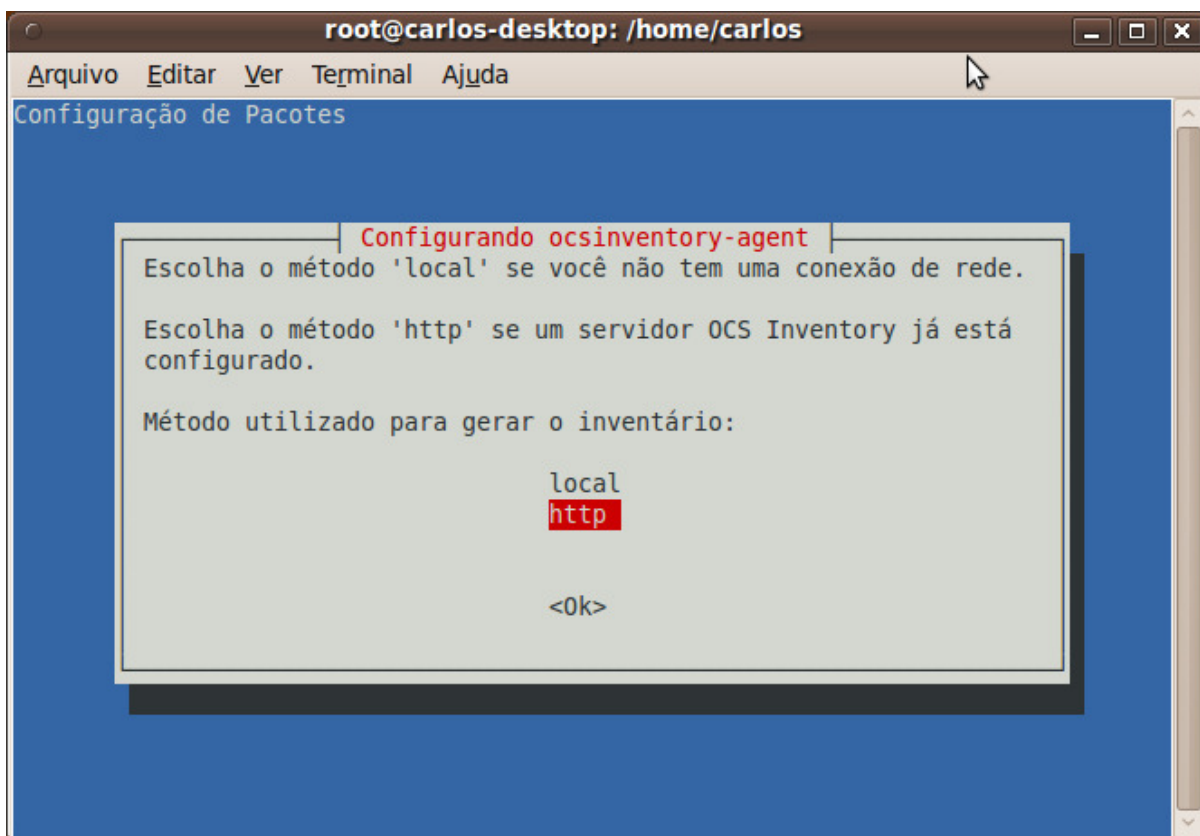 root@carlos-desktop: /home/carlos
Arquivo Editar Ver Terminal Ajuda
Configuração de Pacotes
Configurando ocsinventory-agent
Escolha o método 'local' se você não tem uma conexão de rede.
Escolha o método 'http' se um servidor OCS Inventory já está
configurado.
Método utilizado para gerar o inventário:
local
http
<Ok>